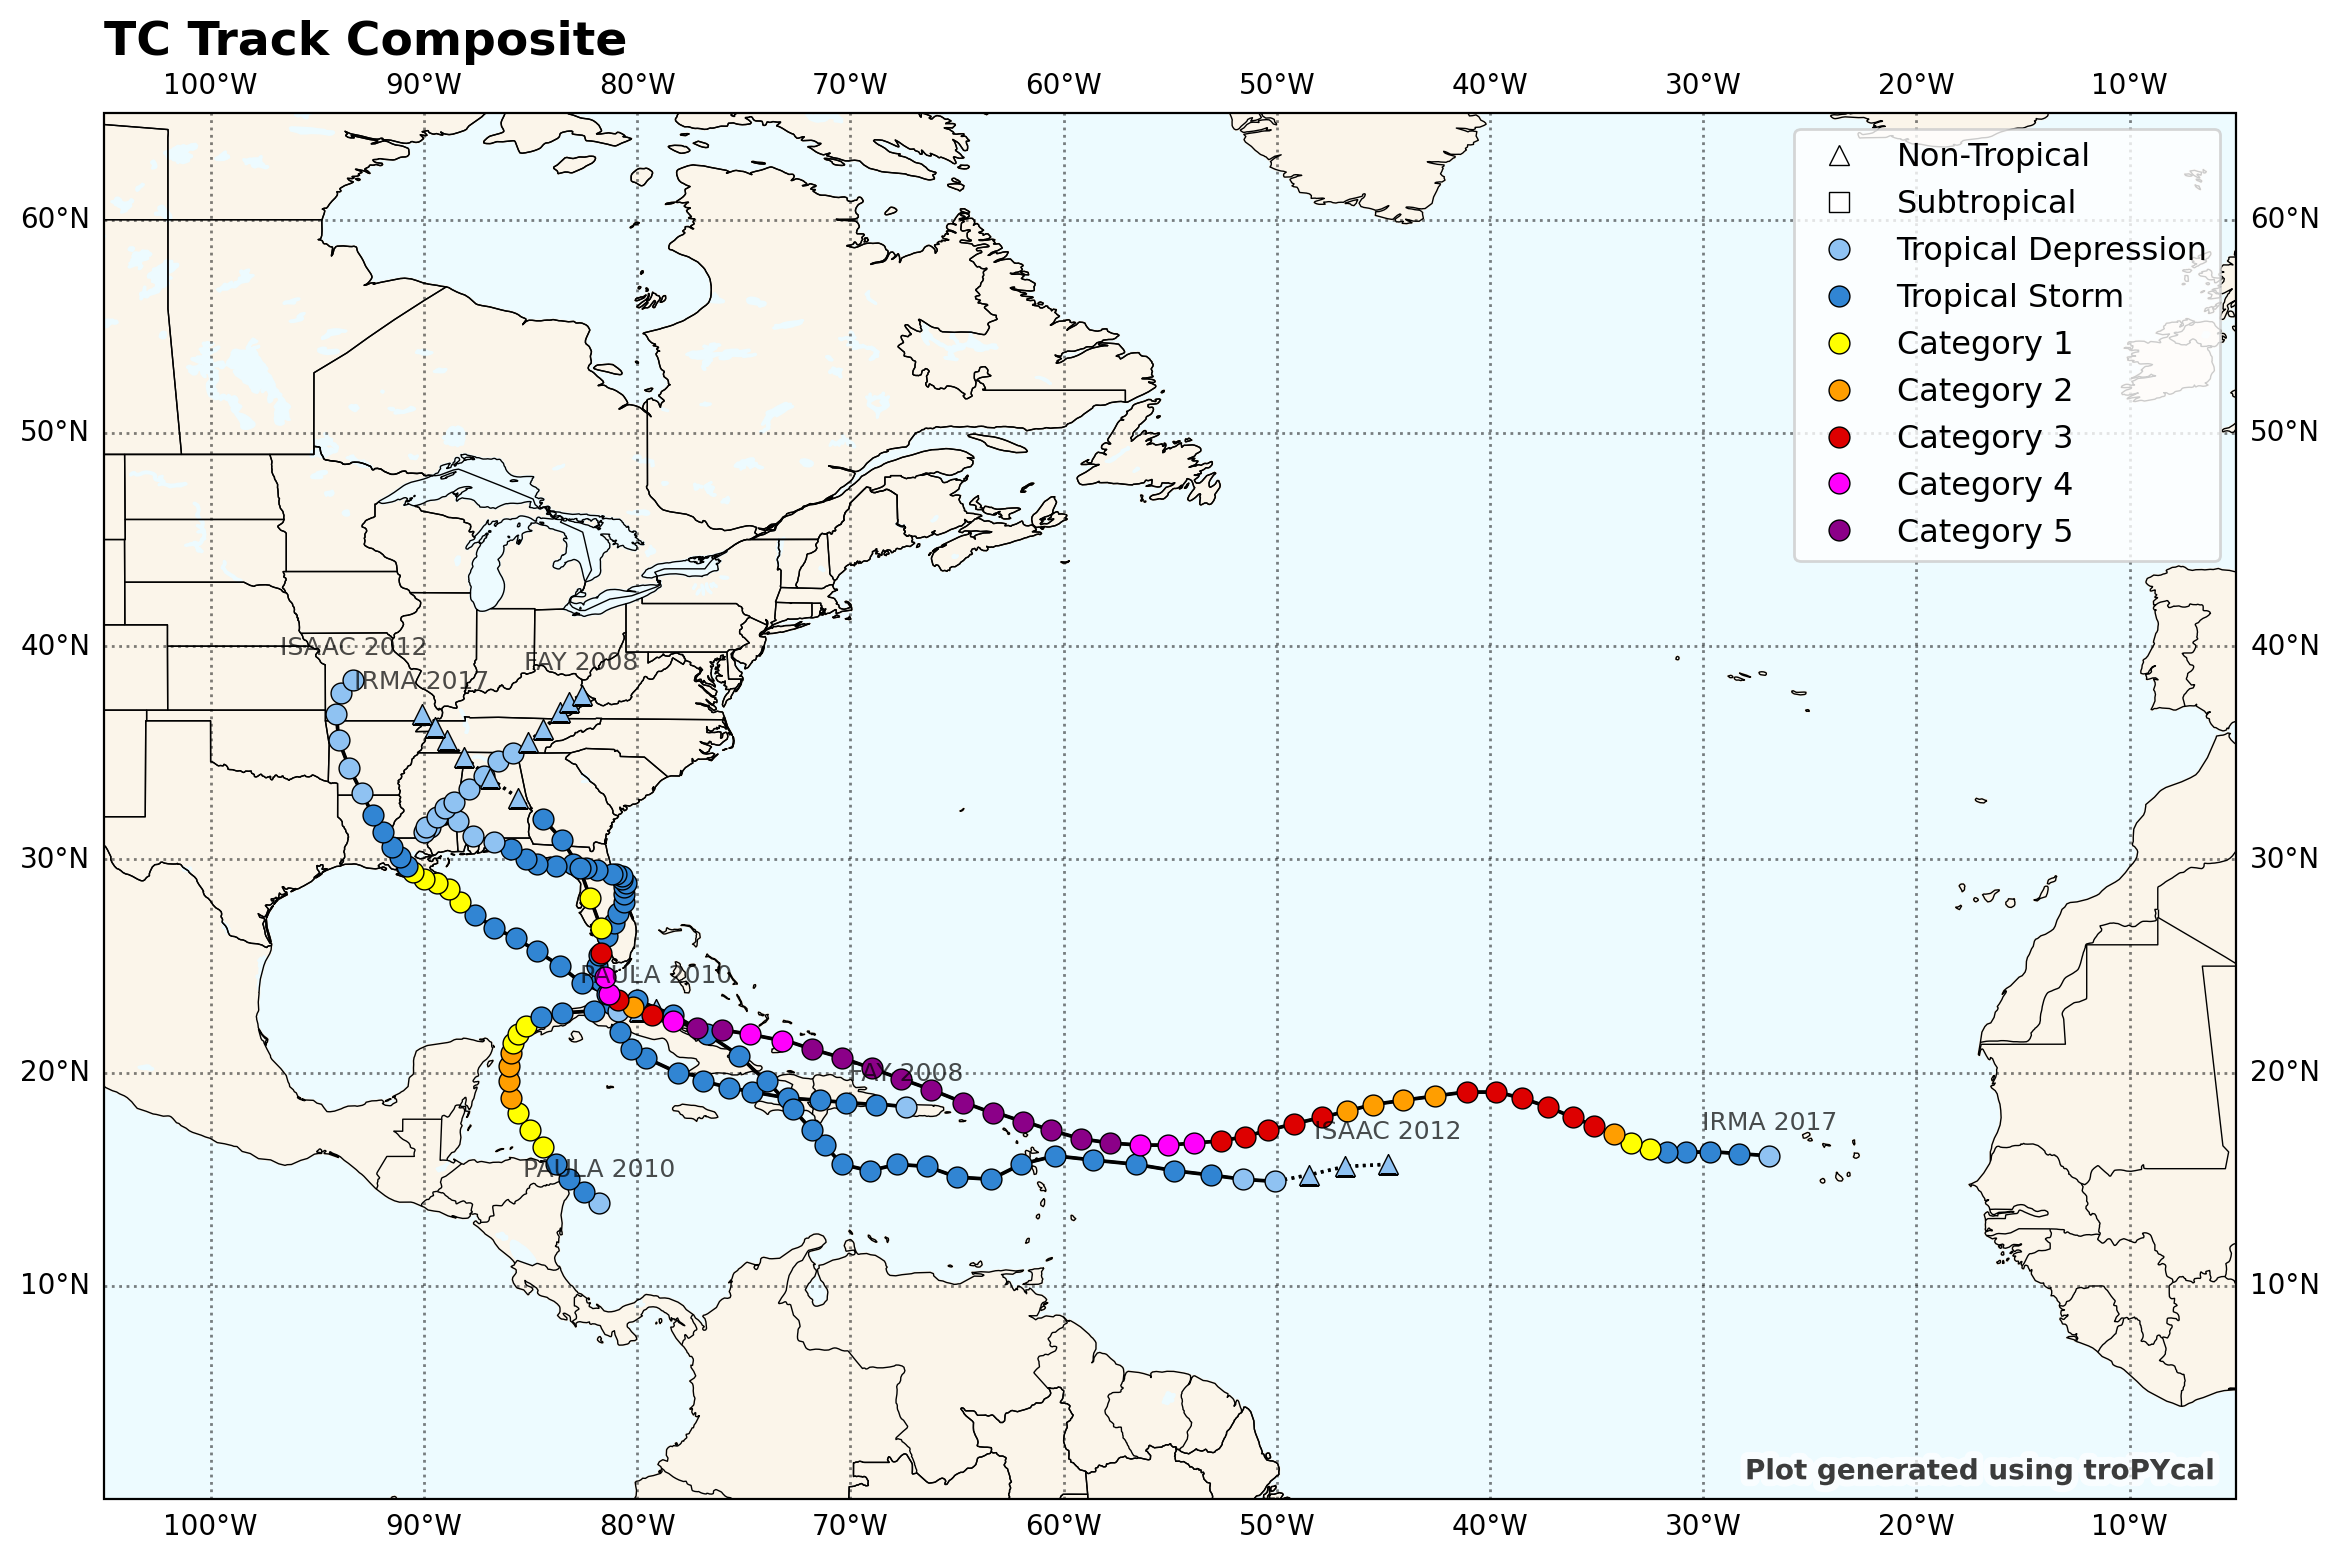 TC Track Composite
100°W 90°W 80°W 70°W 60°W 50°W 40°W 30°W 20°W 10°W
Non-Tropical
Subtropical
Tropical Depression
Tropical Storm
Category 1
Category 2
Category 3
Category 4
Category 5
60°N 60°N
50°N 50°N
40°N ISAAC 2012 40°N
FAY 2008
IRMA 2017
30°N 30°N
PAULA 2010
20°N FAY 2008 20°N
IRMA 2017
ISAAC 2012
PAULA 2010
10°N 10°N
Plot generated using troPYcal
100°W 90°W 80°W 70°W 60°W 50°W 40°W 30°W 20°W 10°W